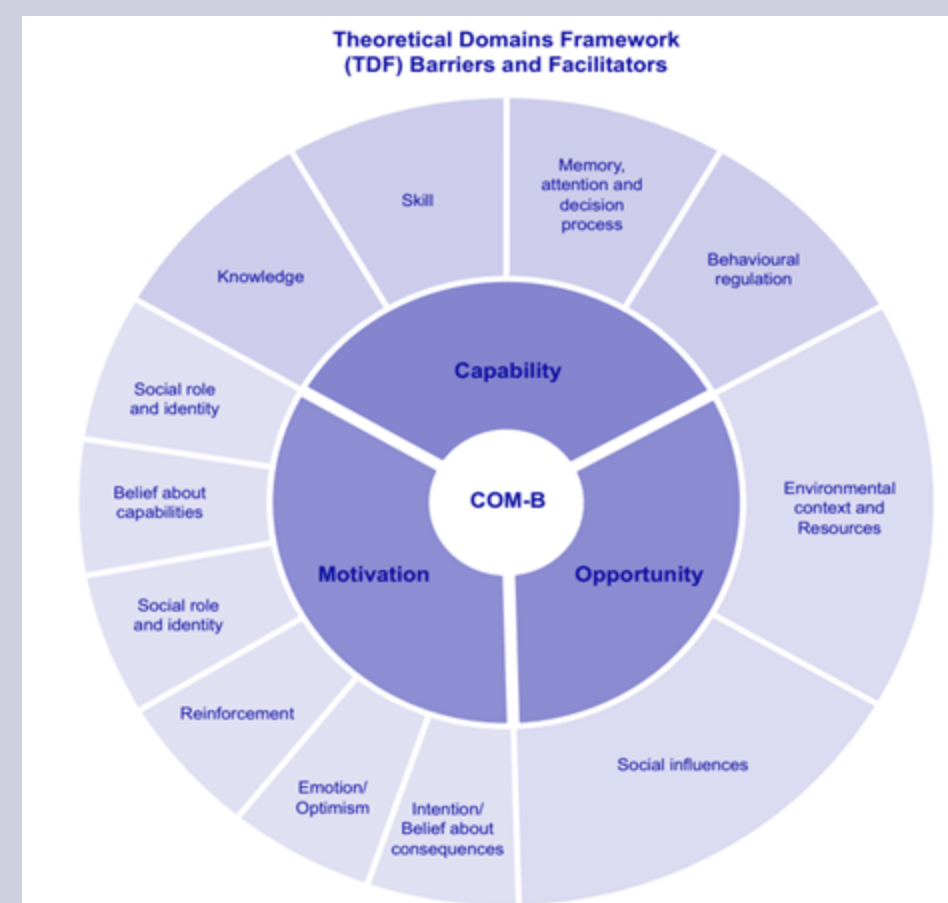 Theoretical Domains Framework
(TDF) Barriers and Facilitators
Skill
Memory,
attention and
decision
process
Knowledge
Behavioural
regulation
Capability
Social role
and identity
Belief about
capabilities
COM-B
Environmental
context and
Resources
Motivation
Opportunity
Social role
and identity
Reinforcement
Social influences
Emotion/
Optimism
Intention/
Belief about
consequences